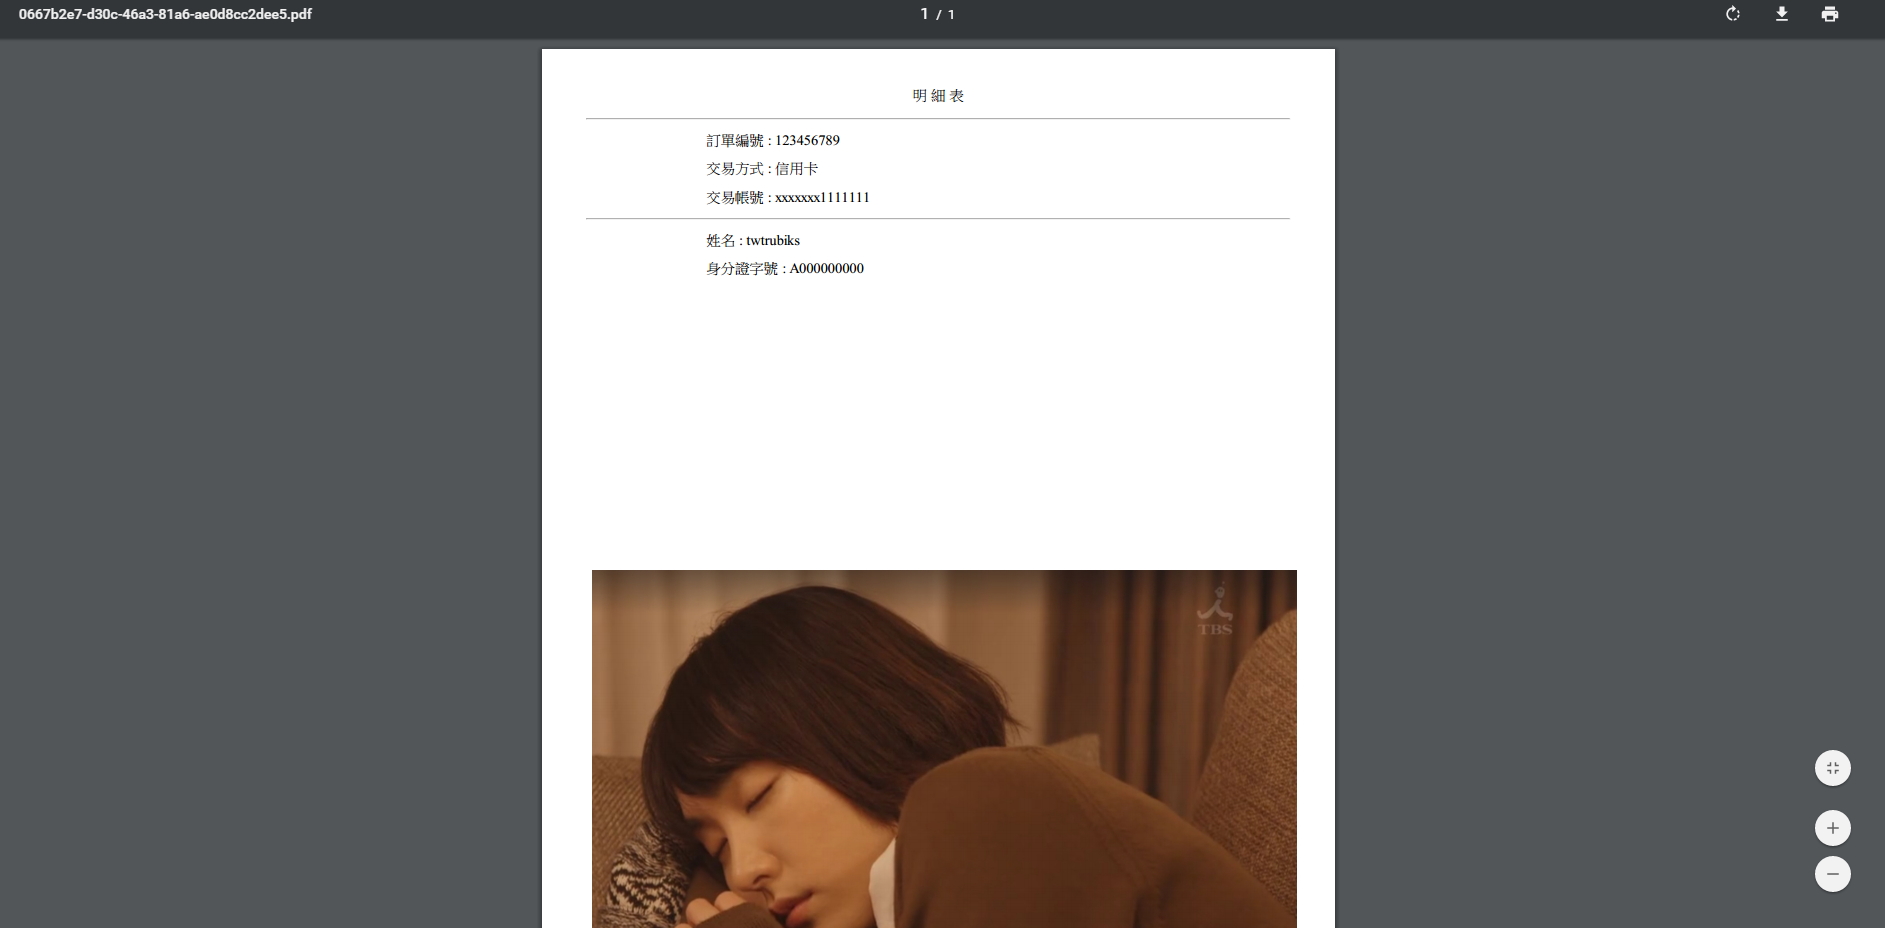 0667b2e7-d30c-46a3-81a6-ae0d8cc2dee5.pdf
1 / 1
明 細 表
訂單編號 : 123456789
交易方式 : 信用卡
交易帳號 : xxxxxxx1111111
姓名 : twtrubiks
身分證字號 : A000000000
TBS